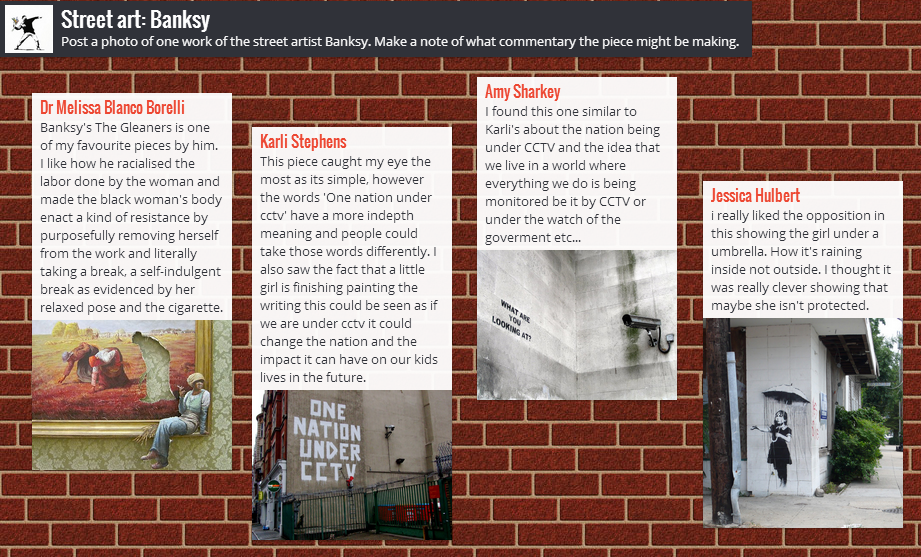 Street art: Banksy
Post a photo of one work of the street artist Banksy. Make a note of what commentary the piece might be making.
Dr Melissa Blanco Borelli
Banksy's The Gleaners is one
of my favourite pieces by him.
I like how he racialised the
labor done by the woman and
made the black woman's body
enact a kind of resistance by
purposefully removing herself
from the work and literally
taking a break, a self-indulgent
break as evidenced by her
relaxed pose and the cigarette.
Karli Stephens
This piece caught my eye the
most as its simple, however
the words 'One nation under
cctv' have a more indepth
meaning and people could
take those words differently. I
also saw the fact that a little
girl is finishing painting the
writing this could be seen as if
we are under cctv it could
change the nation and the
impact it can have on our kids
lives in the future.
ONE
NATION
UNDER
CCTV
Amy Sharkey
I found this one similar to
Karli's about the nation being
under CCTV and the idea that
we live in a world where
everything we do is being
monitored be it by CCTV or
under the watch of the
goverment etc...
WHAT ARE
YOU
LOOKING AT?
Jessica Hulbert
i really liked the opposition in
this showing the girl under a
umbrella. How it's raining
inside not outside. I thought it
was really clever showing that
maybe she isn't protected.